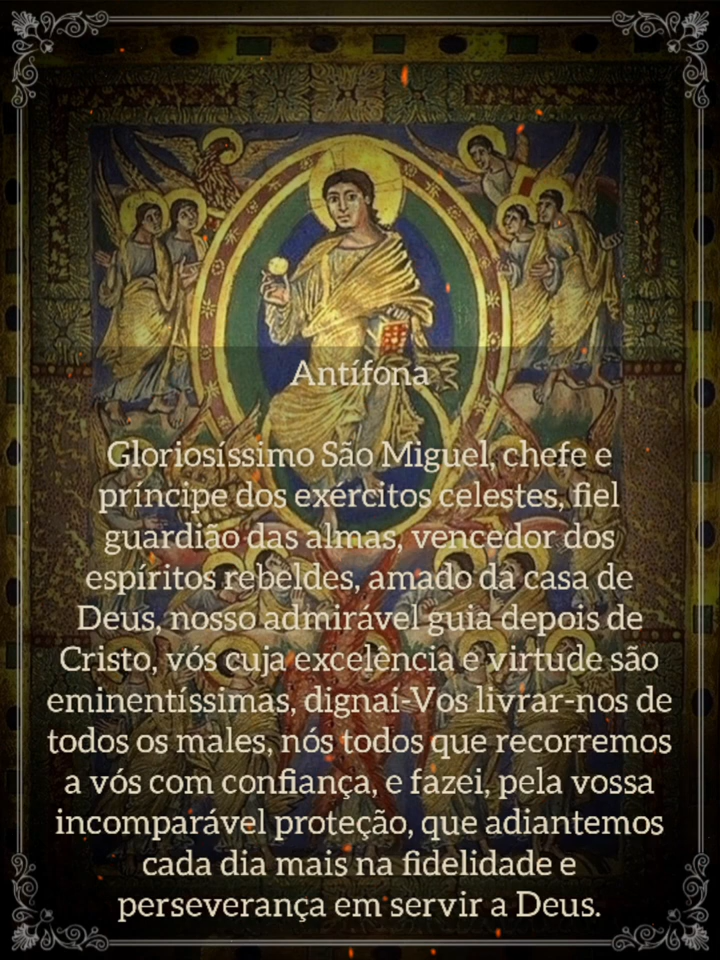 Antífona
Gloriosíssimo São Miguel, chefe e
príncipe dos exércitos celestes, fiel
guardião das almas, vencedor dos
espíritos rebeldes, amado da casa de
Deus, nosso admirável guia depois de
Cristo, vós cuja excelência e virtude são
eminentíssimas, dignaí-Vos livrar-nos de
todos os males, nós todos que recorremos
a vós com confiança, e fazei, pela vossa
incomparável proteção, que adiantemos
cada dia mais na fidelidade e
perseverança em servir a Deus.